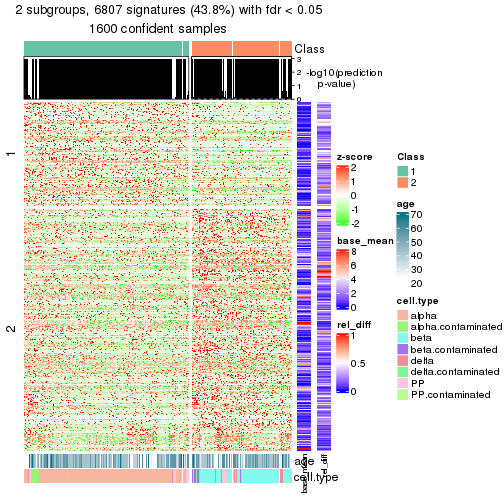 2 subgroups, 6807 signatures (43.8%) with fdr < 0.05
1600 confident samples
Class
3
2
1
0
-log10(prediction
p-value)
1
2
z-score
2
1
0
-1
-2
base_mean
8
6
4
2
0
rel_diff
1
0.5
0
Class
1
2
age
70
60
50
40
30
20
cell.type
alpha
alpha.contaminated
beta
beta.contaminated
delta
delta.contaminated
PP
PP.contaminated
age
cell.type
base_mean
rel_diff